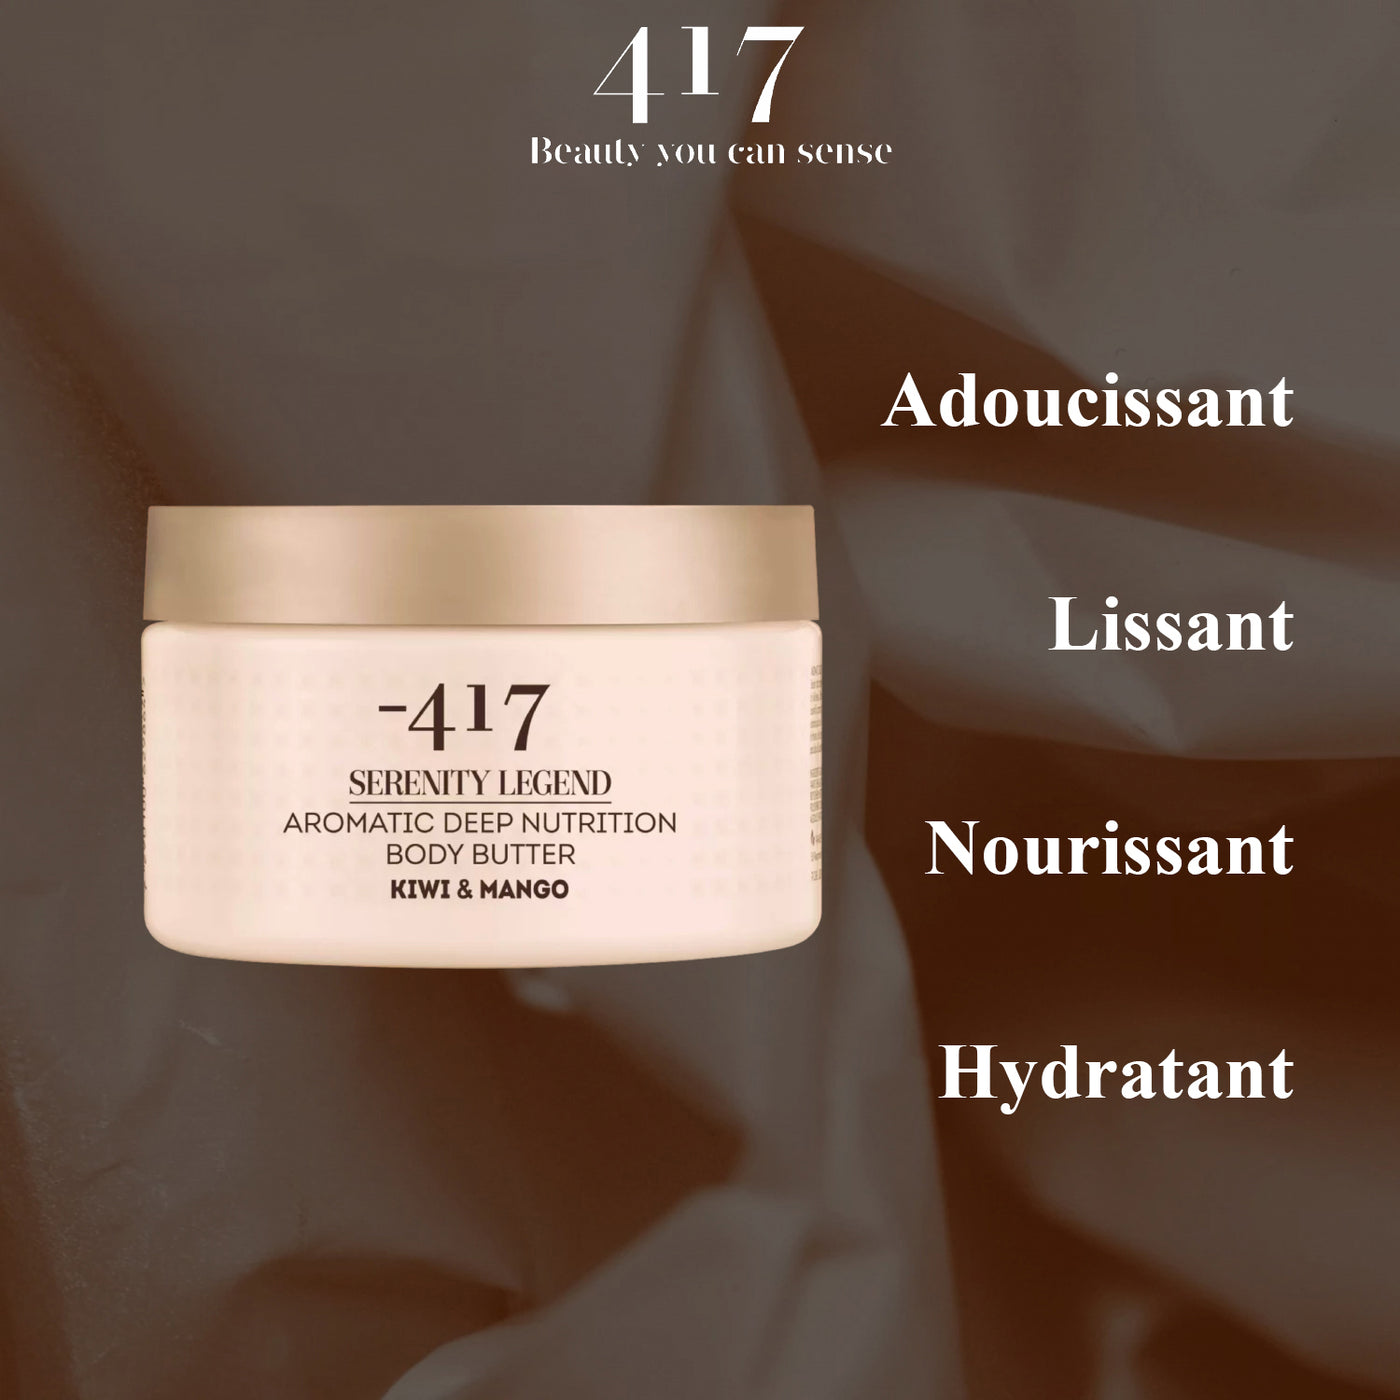 417
Beauty you can sense
Adoucissant
Lissant
Nourissant
Hydratant
-417
SERENITY LEGEND
AROMATIC DEEP NUTRITION
BODY BUTTER
KIWI & MANGO